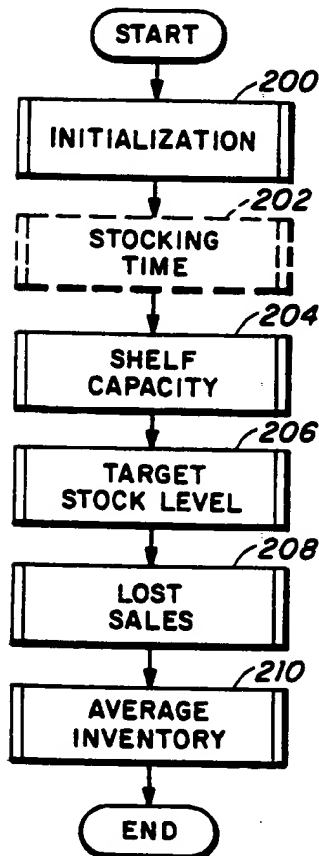 START
200
INITIALIZATION
202
STOCKING
TIME
204
SHELF
CAPACITY
206
TARGET
STOCK LEVEL
208
LOST
SALES
210
AVERAGE
INVENTORY
END